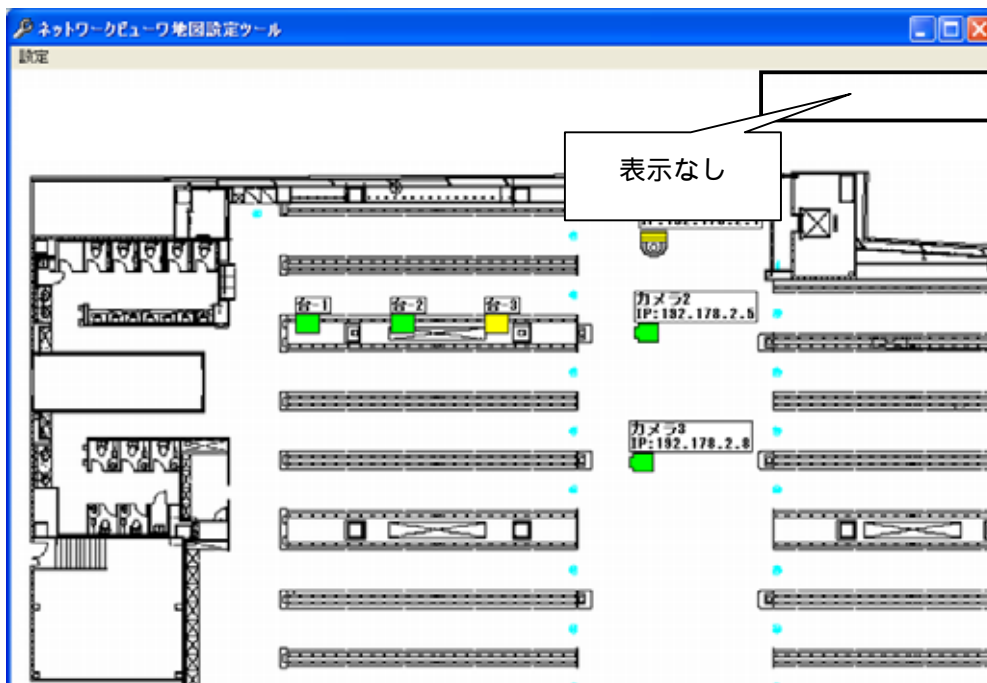 ネットワークビューワ地図設定ツール
設定
表示なし
台-1
台-2
台-3
カメラ2
IP:192.178.2.5
カメラ3
IP:192.178.2.8